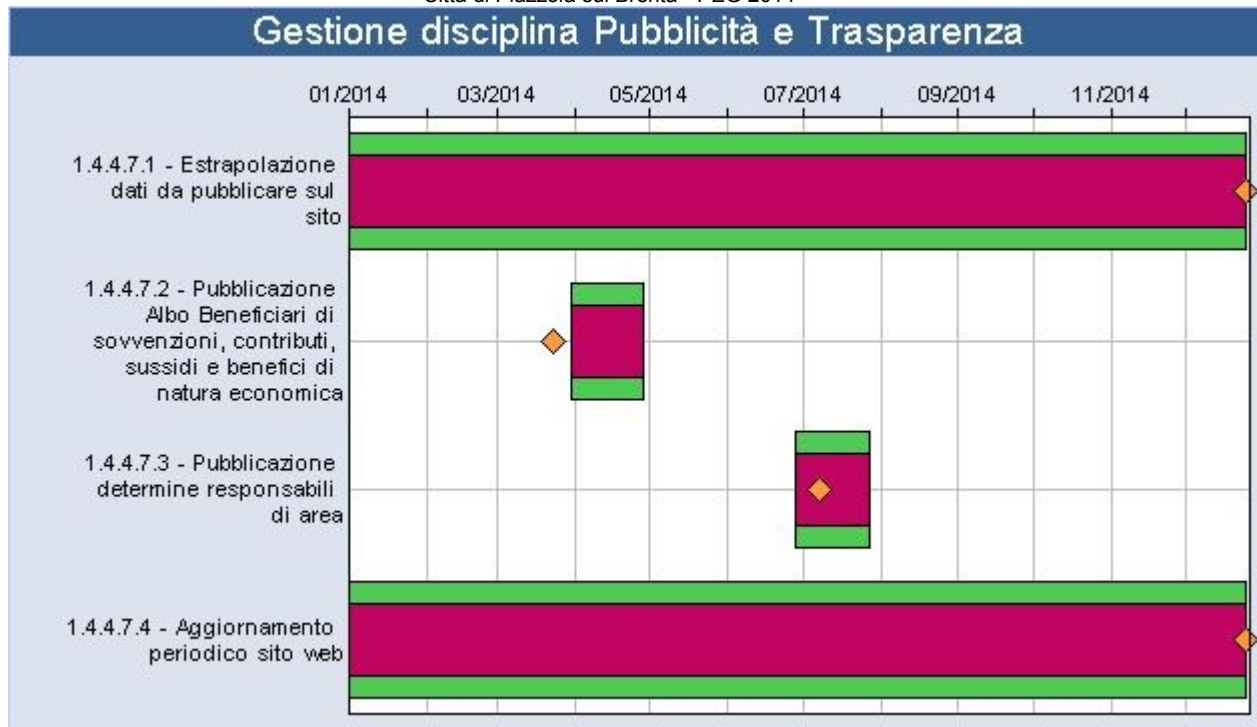 Gestione disciplina Pubblicità e Trasparenza
01/2014 03/2014 05/2014 07/2014 09/2014 11/2014
1.4.4.7.1 - Estrapolazione
dati da pubblicare sul
sito
1.4.4.7.2 - Pubblicazione
Albo Beneficiari di
sovvenzioni, contributi,
sussidi e benefici di
natura economica
1.4.4.7.3 - Pubblicazione
determine responsabili
di area
1.4.4.7.4 - Aggiornamento
periodico sito web